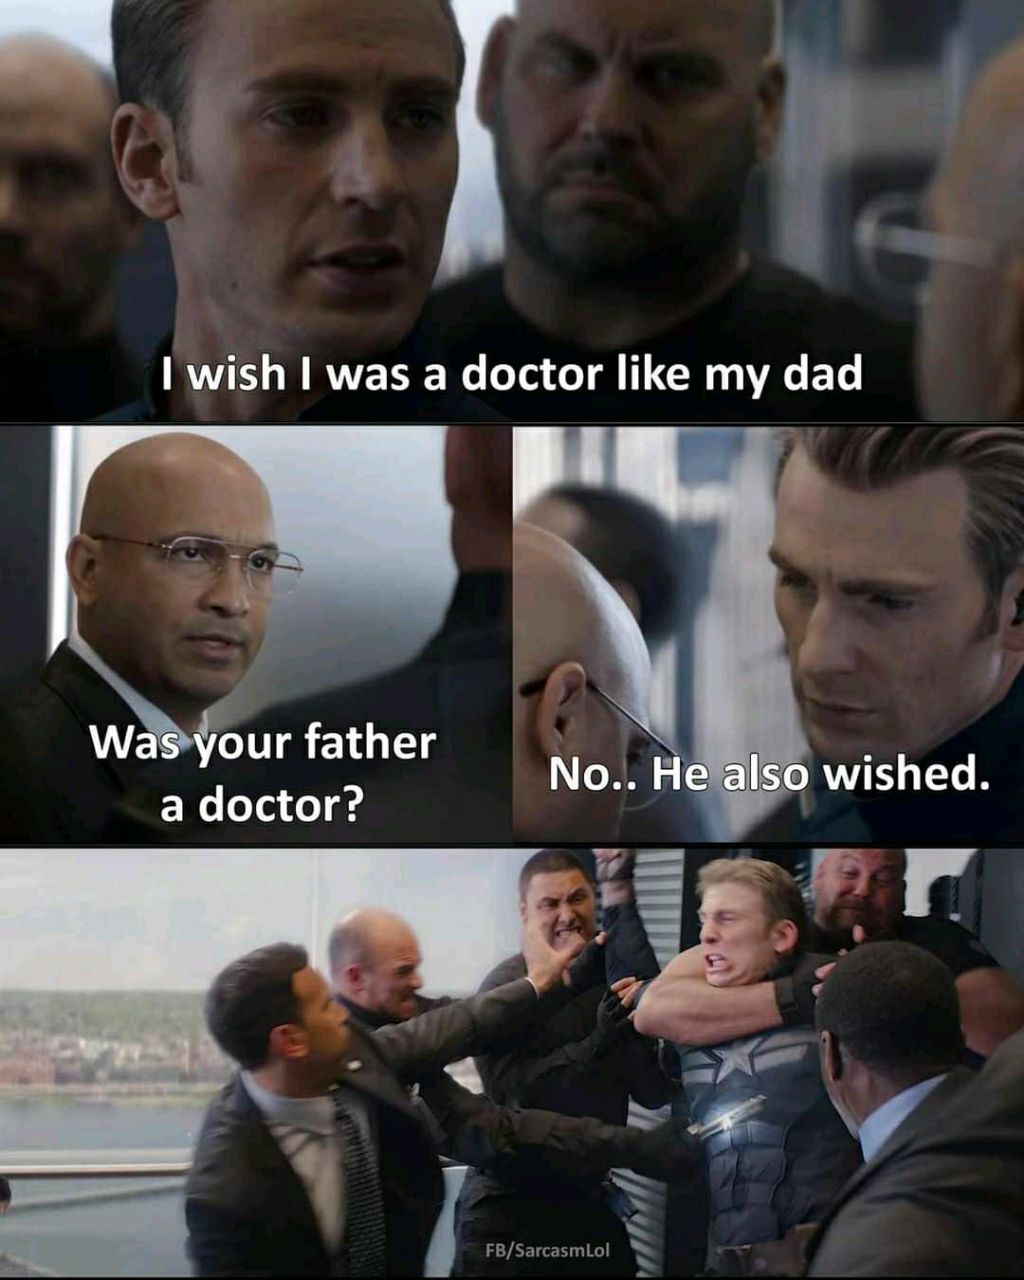 I wish I was a doctor like my dad
Was your father
a doctor?
No.. He also wished.
FB/SarcasmLol